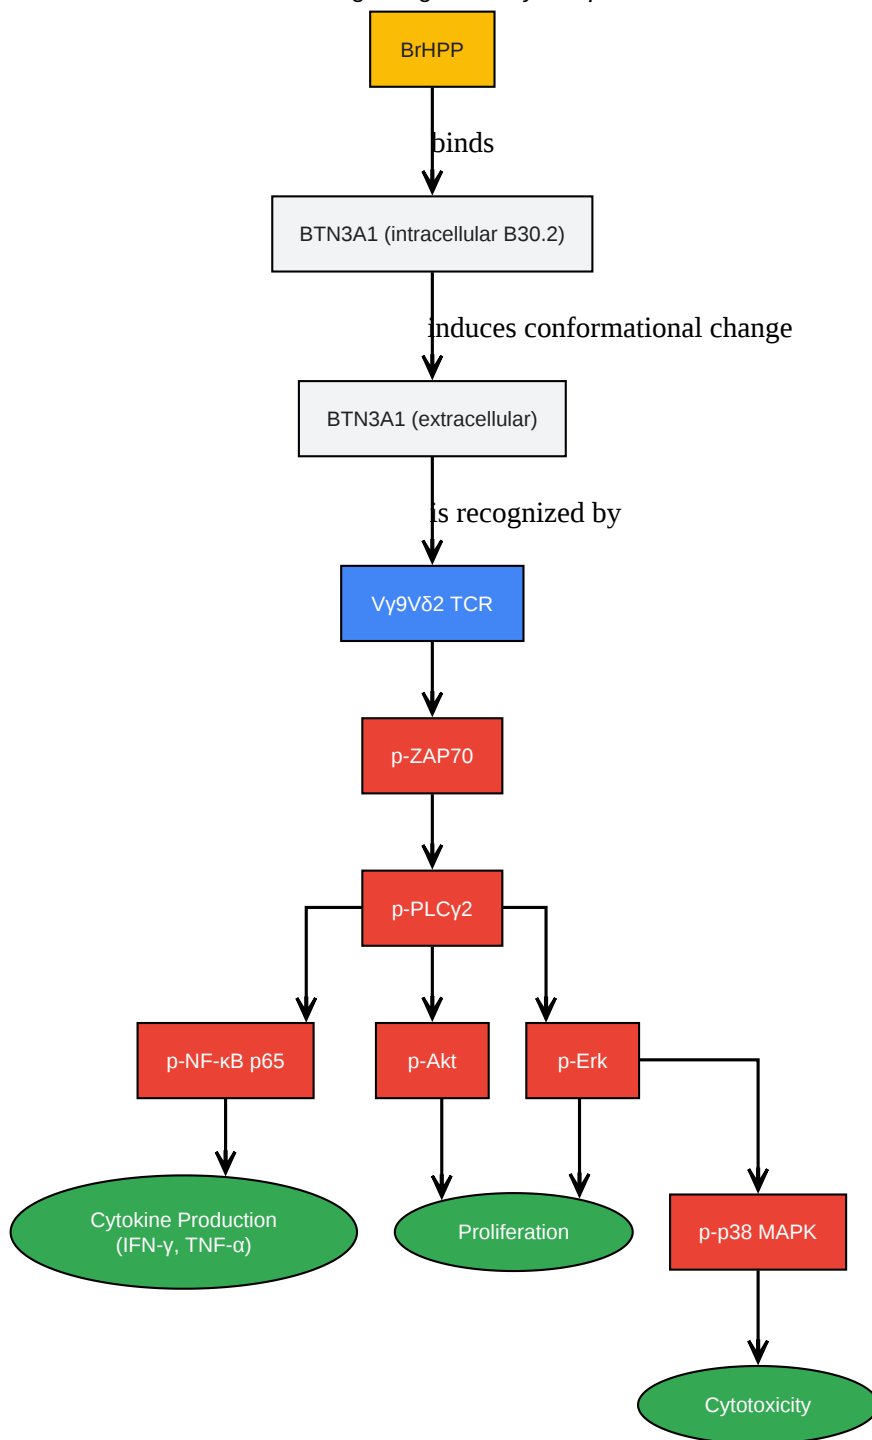 BrHPP
binds
BTN3A1 (intracellular B30.2)
induces conformational change
BTN3A1 (extracellular)
is recognized by
Vγ9Vδ2 TCR
p-ZAP70
p-PLCγ2
p-NF-κB p65
p-Akt
p-Erk
Cytokine Production
(IFN-γ, TNF-α)
Proliferation
p-p38 MAPK
Cytotoxicity